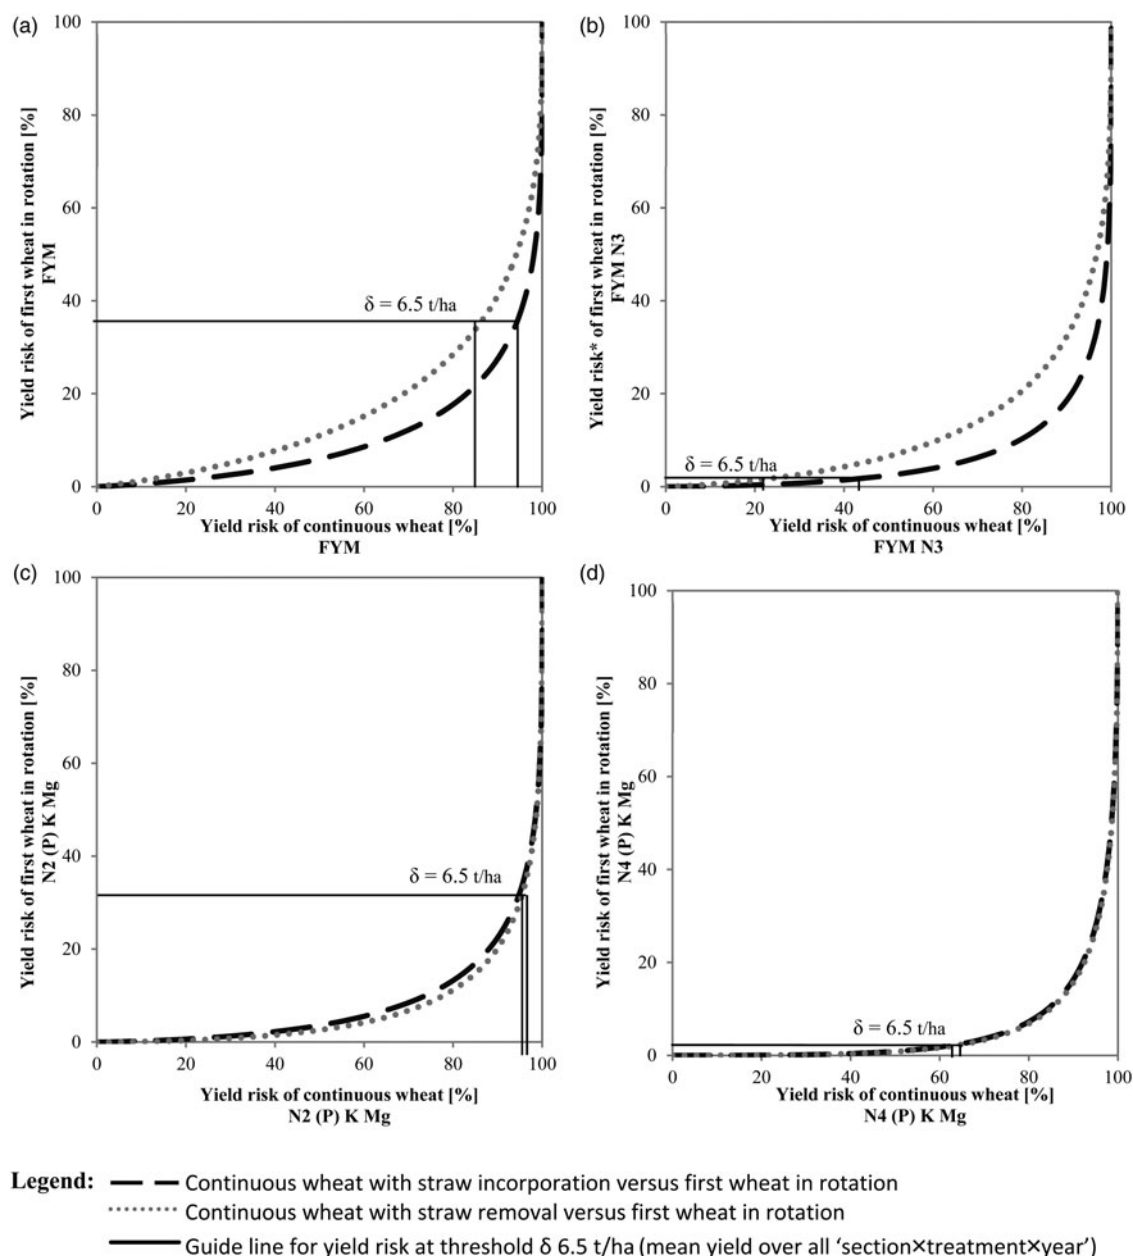 (a)
100
80
60
40
20
0
Yield risk of first wheat in rotation [%]
FYM
δ = 6.5 t/ha
0 20 40 60 80 100
Yield risk of continuous wheat [%]
FYM
(b)
100
80
60
40
20
0
Yield risk* of first wheat in rotation [%]
FYM N3
δ = 6.5 t/ha
0 20 40 60 80 100
Yield risk of continuous wheat [%]
FYM N3
(c)
100
80
60
40
20
0
Yield risk of first wheat in rotation [%]
N2 (P) K Mg
δ = 6.5 t/ha
0 20 40 60 80 100
Yield risk of continuous wheat [%]
N2 (P) K Mg
(d)
100
80
60
40
20
0
Yield risk of first wheat in rotation [%]
N4 (P) K Mg
δ = 6.5 t/ha
0 20 40 60 80 100
Yield risk of continuous wheat [%]
N4 (P) K Mg
Legend: Continuous wheat with straw incorporation versus first wheat in rotation
Continuous wheat with straw removal versus first wheat in rotation
Guide line for yield risk at threshold δ 6.5 t/ha (mean yield over all ‘section×treatment×year’)